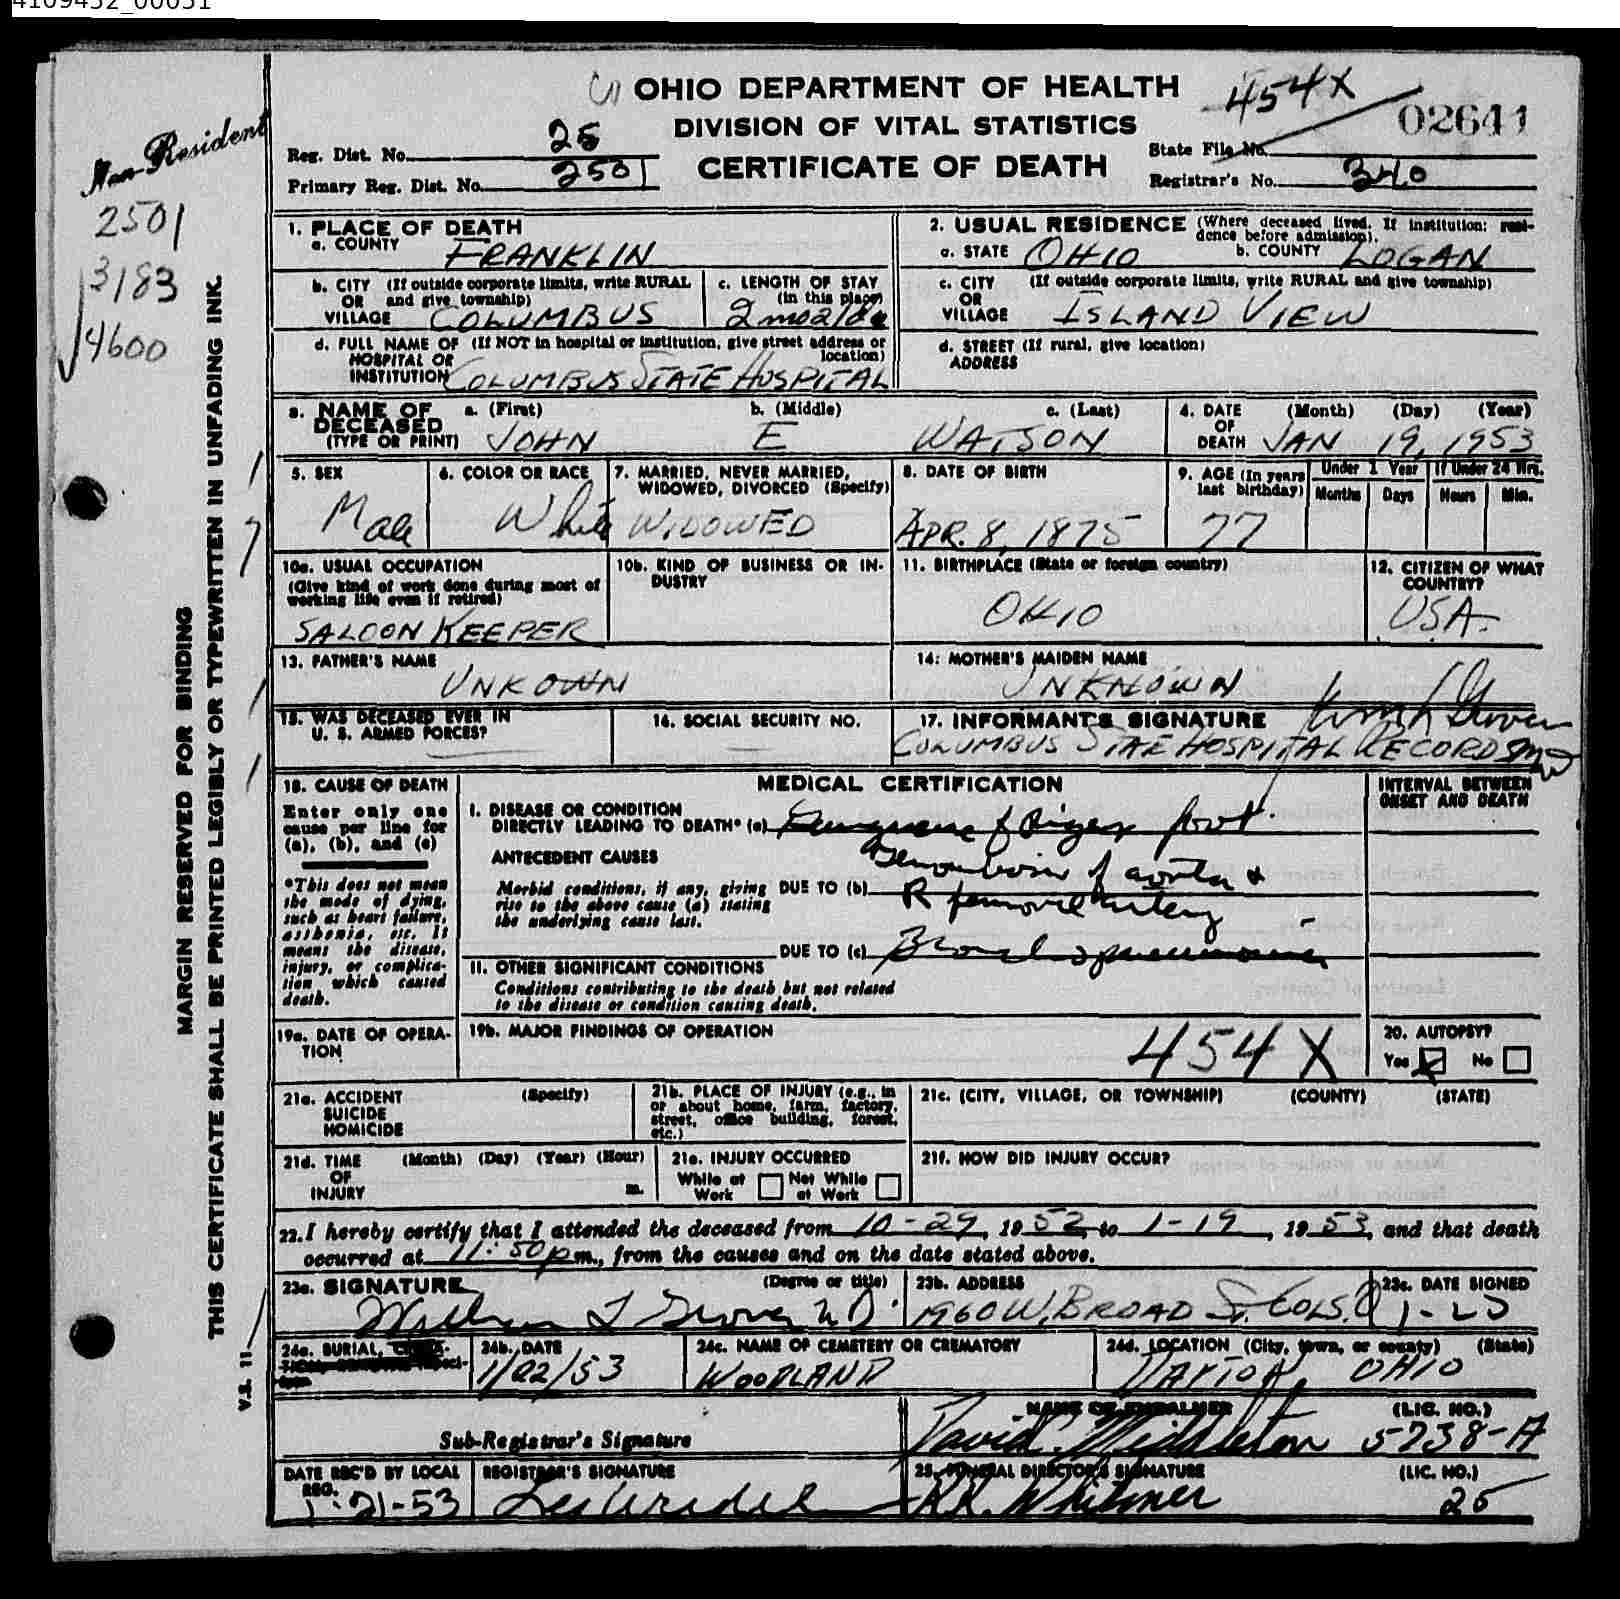 4109452_00031
OHIO DEPARTMENT OF HEALTH
DIVISION OF VITAL STATISTICS
CERTIFICATE OF DEATH
454X
02641
Reg. Dist. No. 25
Primary Reg. Dist. No. 2501
State File No.
Registrar's No. 340
Non-Resident
2501
3183
4600
MARGIN RESERVED FOR BINDING
THIS CERTIFICATE SHALL BE PRINTED LEGIBLY OR TYPEWRITTEN IN UNFADING INK.
V.S. 11
1. PLACE OF DEATH
a. COUNTY FRANKLIN
b. CITY (If outside corporate limits, write RURAL
OR and give township)
VILLAGE COLUMBUS
c. LENGTH OF STAY
(in this place)
d. FULL NAME OF (If NOT in hospital or institution, give street address or
HOSPITAL OR location)
INSTITUTION COLUMBUS STATE HOSPITAL
2. USUAL RESIDENCE (Where deceased lived. If institution: resi-
dence before admission).
a. STATE OHIO b. COUNTY LOGAN
c. CITY (If outside corporate limits, write RURAL and give township)
OR
VILLAGE ISLAND VIEW
d. STREET (If rural, give location)
ADDRESS
3. NAME OF DECEASED
(TYPE OR PRINT)
a. (First) b. (Middle) c. (Last)
JOHN E WATSON
4. DATE OF DEATH
(Month) (Day) (Year)
JAN 19, 1953
5. SEX
Male
6. COLOR OR RACE
White
7. MARRIED, NEVER MARRIED,
WIDOWED, DIVORCED (Specify)
WIDOWED
8. DATE OF BIRTH
APR. 8, 1875
9. AGE (In years
last birthday)
77
Under 1 Year
Months Days
If Under 24 Hrs.
Hours Min.
10a. USUAL OCCUPATION
(Give kind of work done during most of
working life even if retired)
SALOON KEEPER
10b. KIND OF BUSINESS OR IN-
DUSTRY
11. BIRTHPLACE (State or foreign country)
OHIO
12. CITIZEN OF WHAT
COUNTRY?
USA.
13. FATHER'S NAME
UNKOWN
14. MOTHER'S MAIDEN NAME
UNKNOWN
15. WAS DECEASED EVER IN
U. S. ARMED FORCES?
16. SOCIAL SECURITY NO.
17. INFORMANT'S SIGNATURE
COLUMBUS STATE HOSPITAL RECORDS
18. CAUSE OF DEATH
Enter only one
cause per line for
(a), (b), and (c)
*This does not mean
the mode of dying,
such as heart failure,
asthenia, etc. It
means the disease,
injury, or complica-
tion which caused
death.
MEDICAL CERTIFICATION
I. DISEASE OR CONDITION
DIRECTLY LEADING TO DEATH* (a) Gangrene of Right foot.
ANTECEDENT CAUSES
Morbid conditions, if any, giving
rise to the above cause (a) stating
the underlying cause last.
DUE TO (b) Thrombosis of aorta &
R femoral artery
DUE TO (c) Bronchopneumonia
II. OTHER SIGNIFICANT CONDITIONS
Conditions contributing to the death but not related
to the disease or condition causing death.
INTERVAL BETWEEN
ONSET AND DEATH
19a. DATE OF OPERA-
TION
19b. MAJOR FINDINGS OF OPERATION
454X
20. AUTOPSY?
Yes No
21a. ACCIDENT (Specify)
SUICIDE
HOMICIDE
21b. PLACE OF INJURY (e.g., in
or about home, farm, factory,
street, office building, forest,
etc.)
21c. (CITY, VILLAGE, OR TOWNSHIP) (COUNTY) (STATE)
21d. TIME (Month) (Day) (Year) (Hour)
OF
INJURY m.
21e. INJURY OCCURRED
While at Work Not While at Work
21f. HOW DID INJURY OCCUR?
22. I hereby certify that I attended the deceased from 10-29, 1952, to 1-19, 1953, and that death
occurred at 11:50 p m., from the causes and on the date stated above.
23a. SIGNATURE (Degree or title)
William L Grover M.D.
23b. ADDRESS
1960 W. BROAD ST. COLS. O
23c. DATE SIGNED
24a. BURIAL,
24b. DATE
1/22/53
24c. NAME OF CEMETERY OR CREMATORY
WOODLAND
24d. LOCATION (City, town, or county) (State)
DAYTON, OHIO
Sub-Registrar's Signature
NAME OF EMBALMER (LIC. NO.)
David C. Middleton 5738-A
DATE REC'D BY LOCAL
REG.
1-21-53
REGISTRAR'S SIGNATURE
25. FUNERAL DIRECTOR'S SIGNATURE (LIC. NO.)
Whitmer 25